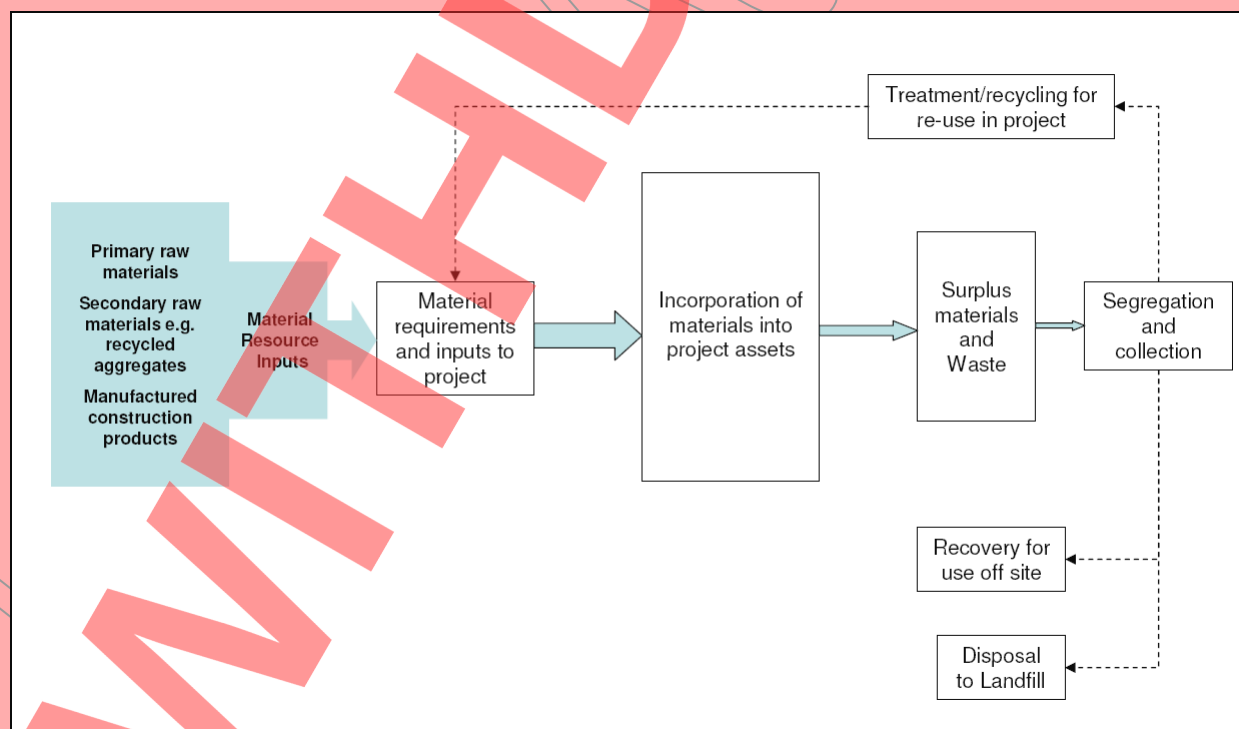 Treatment/recycling for
re-use in project
Primary raw
materials
Secondary raw
materials e.g.
recycled
aggregates
Manufactured
construction
products
Material
Resource
Inputs
Material
requirements
and inputs to
project
Incorporation of
materials into
project assets
Surplus
materials
and
Waste
Segregation
and
collection
Recovery for
use off site
Disposal
to Landfill
WITHD